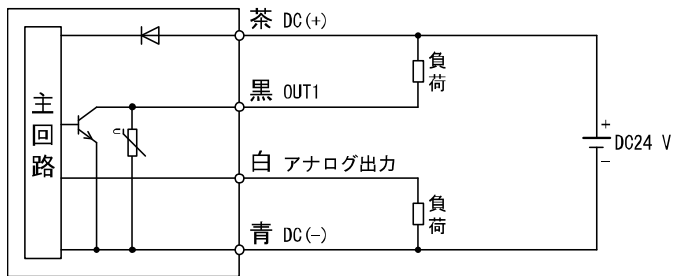 茶 DC(+)
負荷
黒 OUT1
主回路
U
+
DC24 V
−
白 アナログ出力
負荷
青 DC(−)